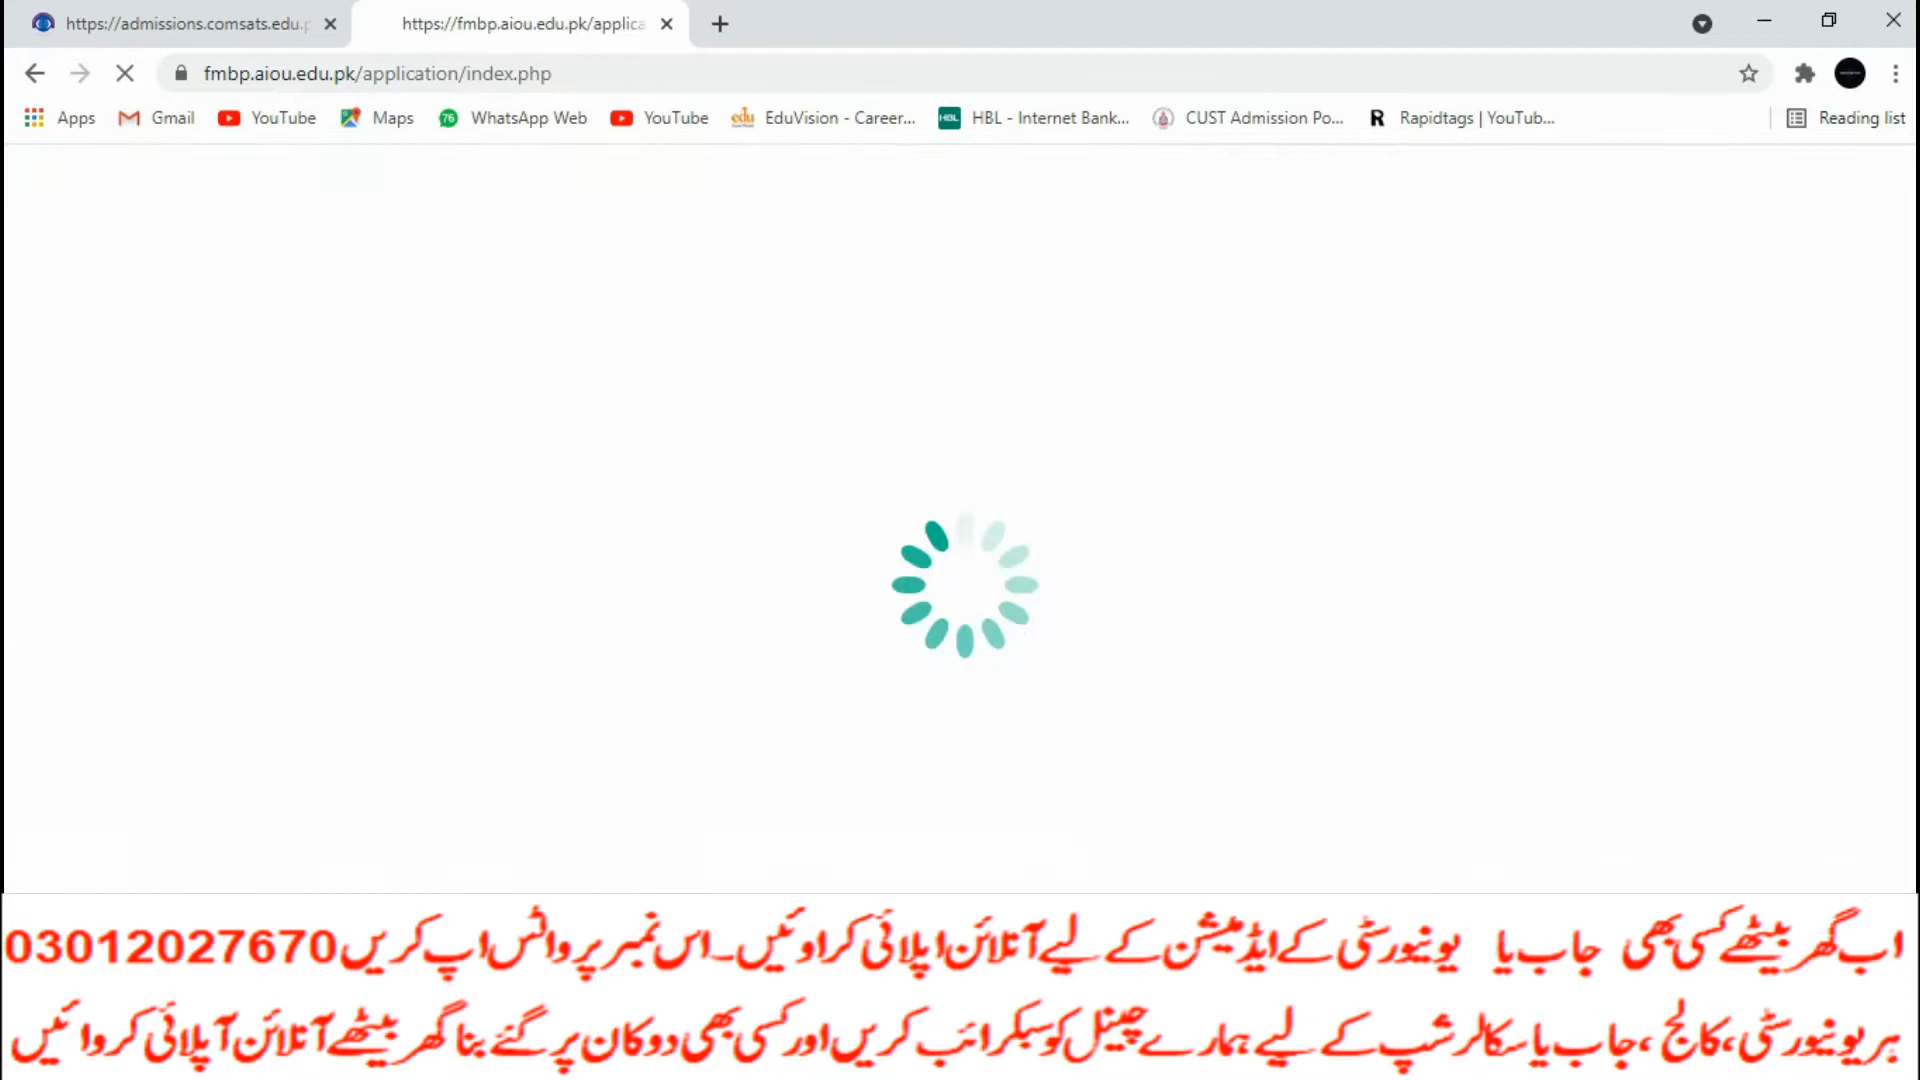 https://admissions.comsats.edu.p
https://fmbp.aiou.edu.pk/applica
fmbp.aiou.edu.pk/application/index.php
Apps Gmail YouTube Maps 76 WhatsApp Web YouTube edu EduVision - Career... HBL HBL - Internet Bank... CUST Admission Po... R Rapidtags | YouTub... Reading list
اب گھر بیٹھے کسی بھی جاب یا یونیورسٹی کے ایڈمیشن کے لیے آنلائن اپلائی کراوئیں۔اس نمبر پر واٹس اپ کریں 03012027670
ہر یونیورسٹی، کالج ،جاب یا سکالرشپ کے لیے ہمارے چینل کو سبکرائب کریں اور کسی بھی دوکان پر گئے بنا گھر بیٹھے آنلائن آپلائی کروائیں